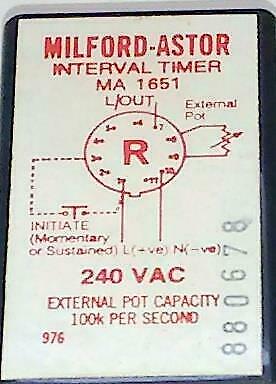 MILFORD-ASTOR
INTERVAL TIMER
MA 1651
L/OUT
External
Pot
R
INITIATE
(Momentary
or Sustained) L(+ve) N(-ve)
240 VAC
EXTERNAL POT CAPACITY
100k PER SECOND
976
880678